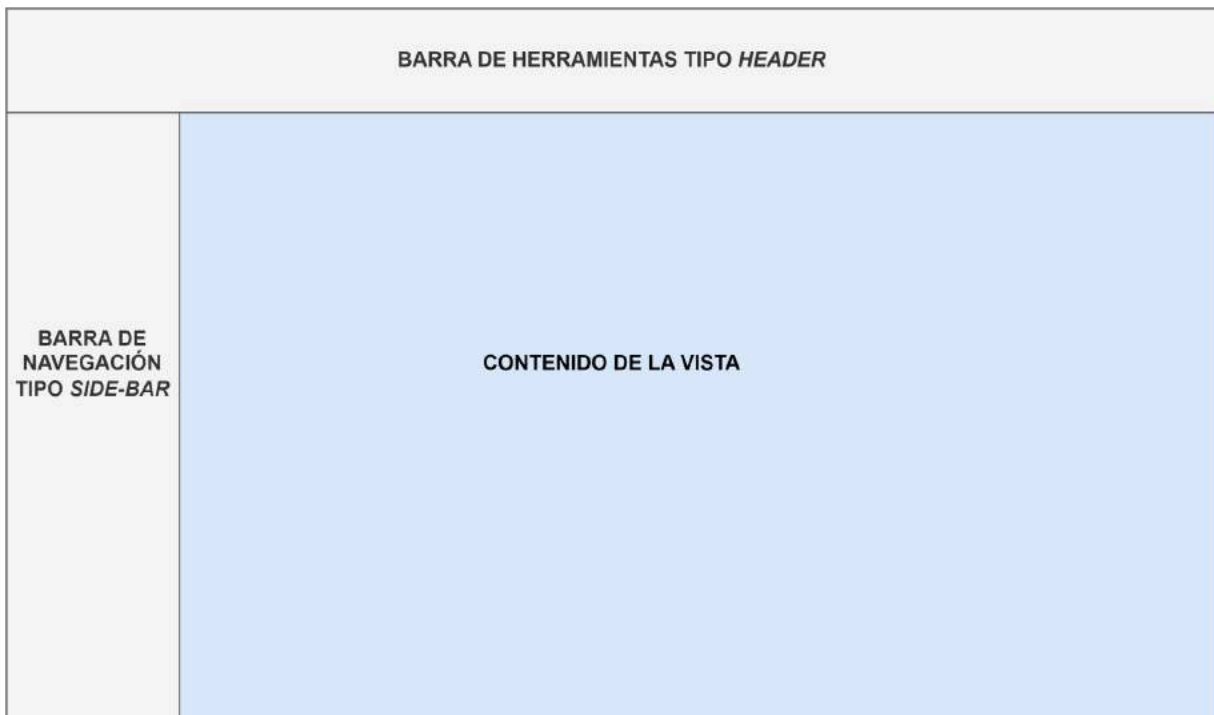 BARRA DE HERRAMIENTAS TIPO HEADER
BARRA DE
NAVEGACIÓN
TIPO SIDE-BAR
CONTENIDO DE LA VISTA